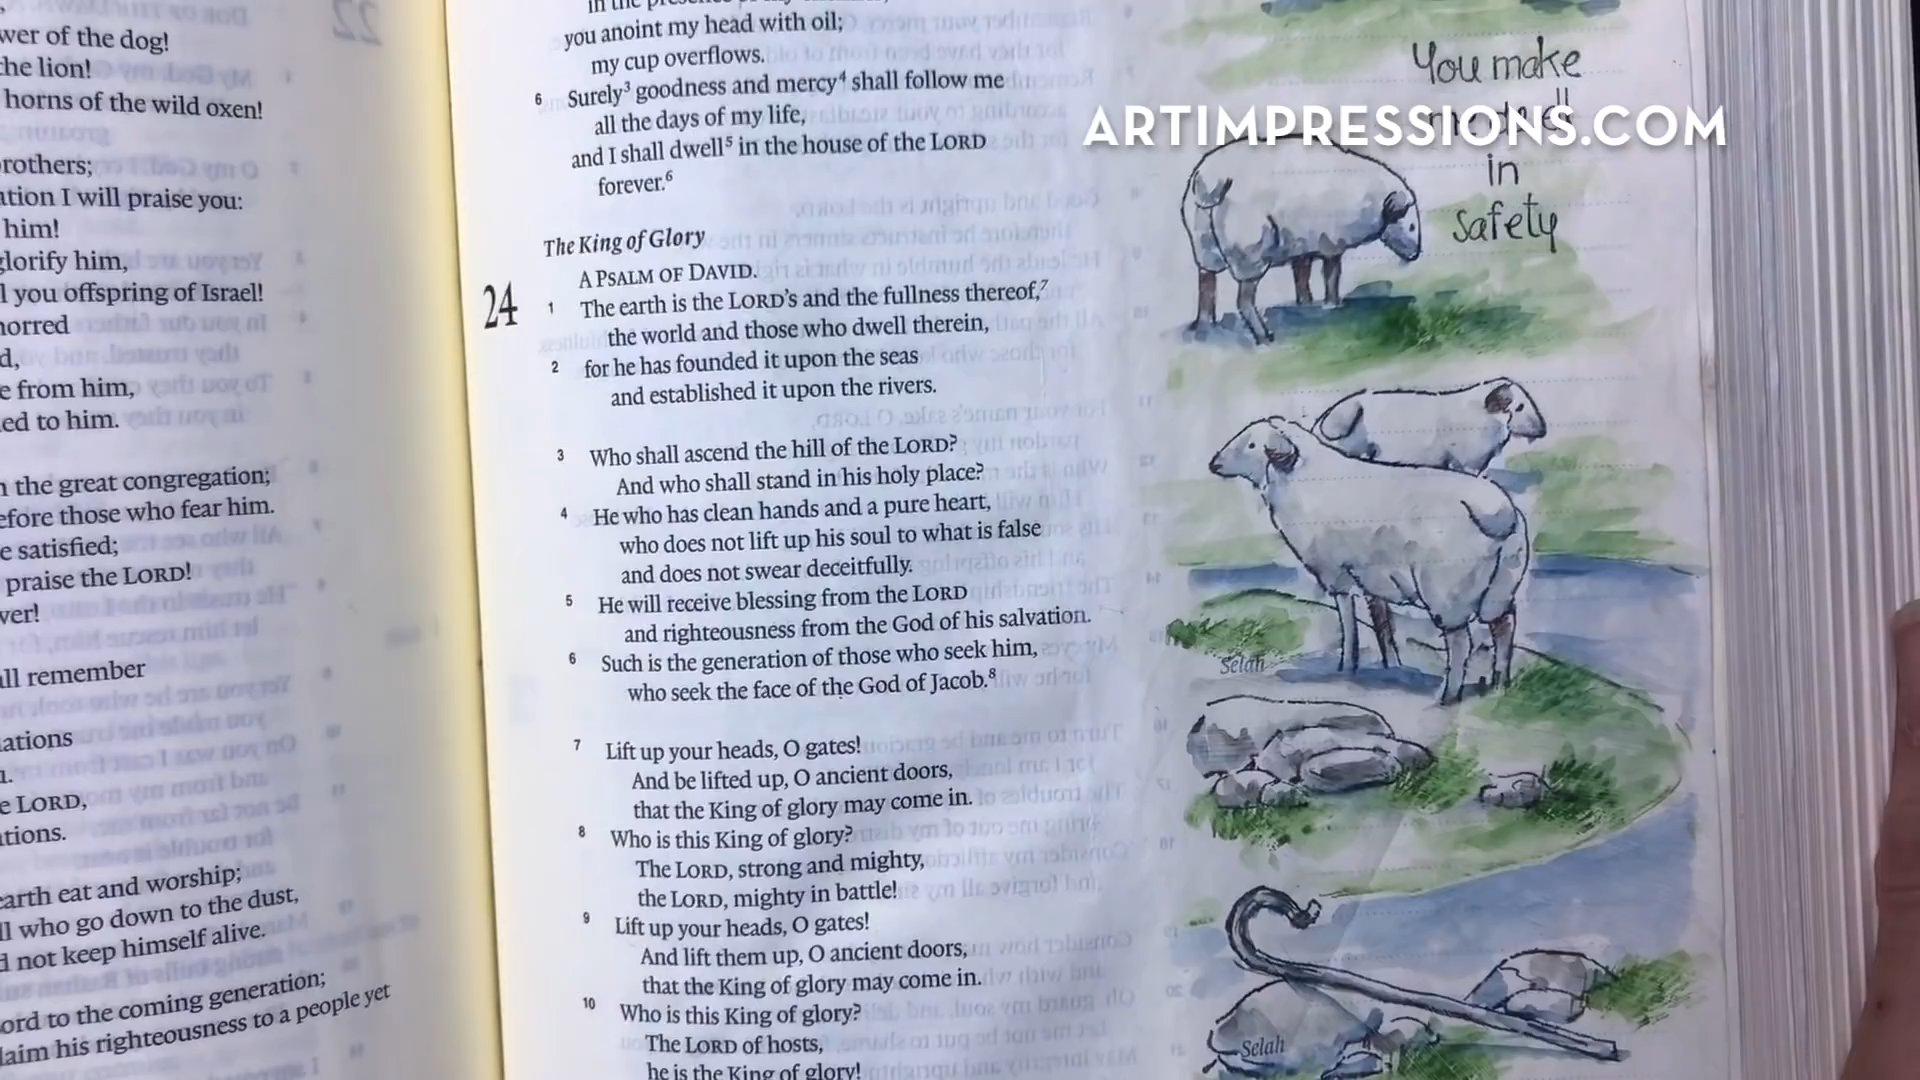 wer of the dog!
the lion!
horns of the wild oxen!
rothers;
ation I will praise you:
him!
glorify him,
l you offspring of Israel!
horred
d,
e from him,
ed to him.
n the great congregation;
efore those who fear him.
e satisfied;
praise the LORD!
ver!
all remember
ations
e LORD,
ations.
earth eat and worship;
ll who go down to the dust,
d not keep himself alive.
ord to the coming generation;
laim his righteousness to a people yet
you anoint my head with oil;
my cup overflows.
6 Surely3 goodness and mercy4 shall follow me
all the days of my life,
and I shall dwell5 in the house of the LORD
forever.6
The King of Glory
A PSALM OF DAVID.
24
1 The earth is the LORD's and the fullness thereof,7
the world and those who dwell therein,
2 for he has founded it upon the seas
and established it upon the rivers.
3 Who shall ascend the hill of the LORD?
And who shall stand in his holy place?
4 He who has clean hands and a pure heart,
who does not lift up his soul to what is false
and does not swear deceitfully.
5 He will receive blessing from the LORD
and righteousness from the God of his salvation.
6 Such is the generation of those who seek him,
who seek the face of the God of Jacob.8 Selah
7 Lift up your heads, O gates!
And be lifted up, O ancient doors,
that the King of glory may come in.
8 Who is this King of glory?
The LORD, strong and mighty,
the LORD, mighty in battle!
9 Lift up your heads, O gates!
And lift them up, O ancient doors,
that the King of glory may come in.
10 Who is this King of glory?
The LORD of hosts,
he is the King of glory! Selah
You make
in
safety
ARTIMPRESSIONS.COM